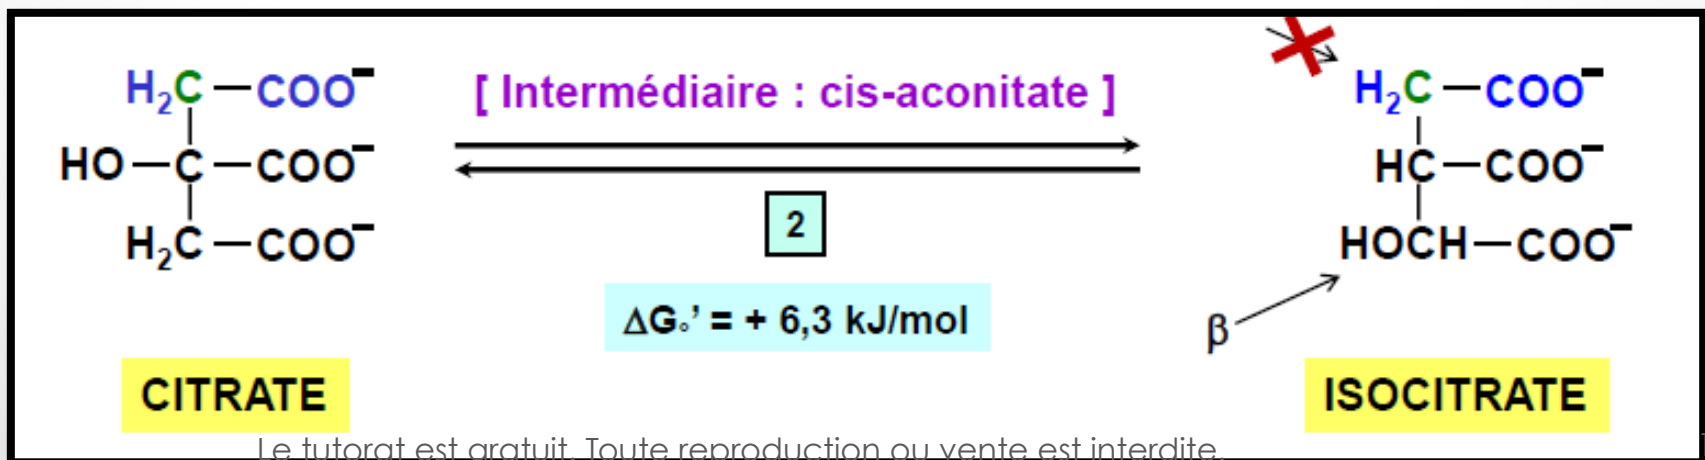 H₂C—COO⁻
HO—C—COO⁻
H₂C—COO⁻
CITRATE
[ Intermédiaire : cis-aconitate ]
2
ΔG°’ = + 6,3 kJ/mol
H₂C—COO⁻
HC—COO⁻
HOCH—COO⁻
β
ISOCITRATE
Le tutorat est gratuit. Toute reproduction ou vente est interdite.